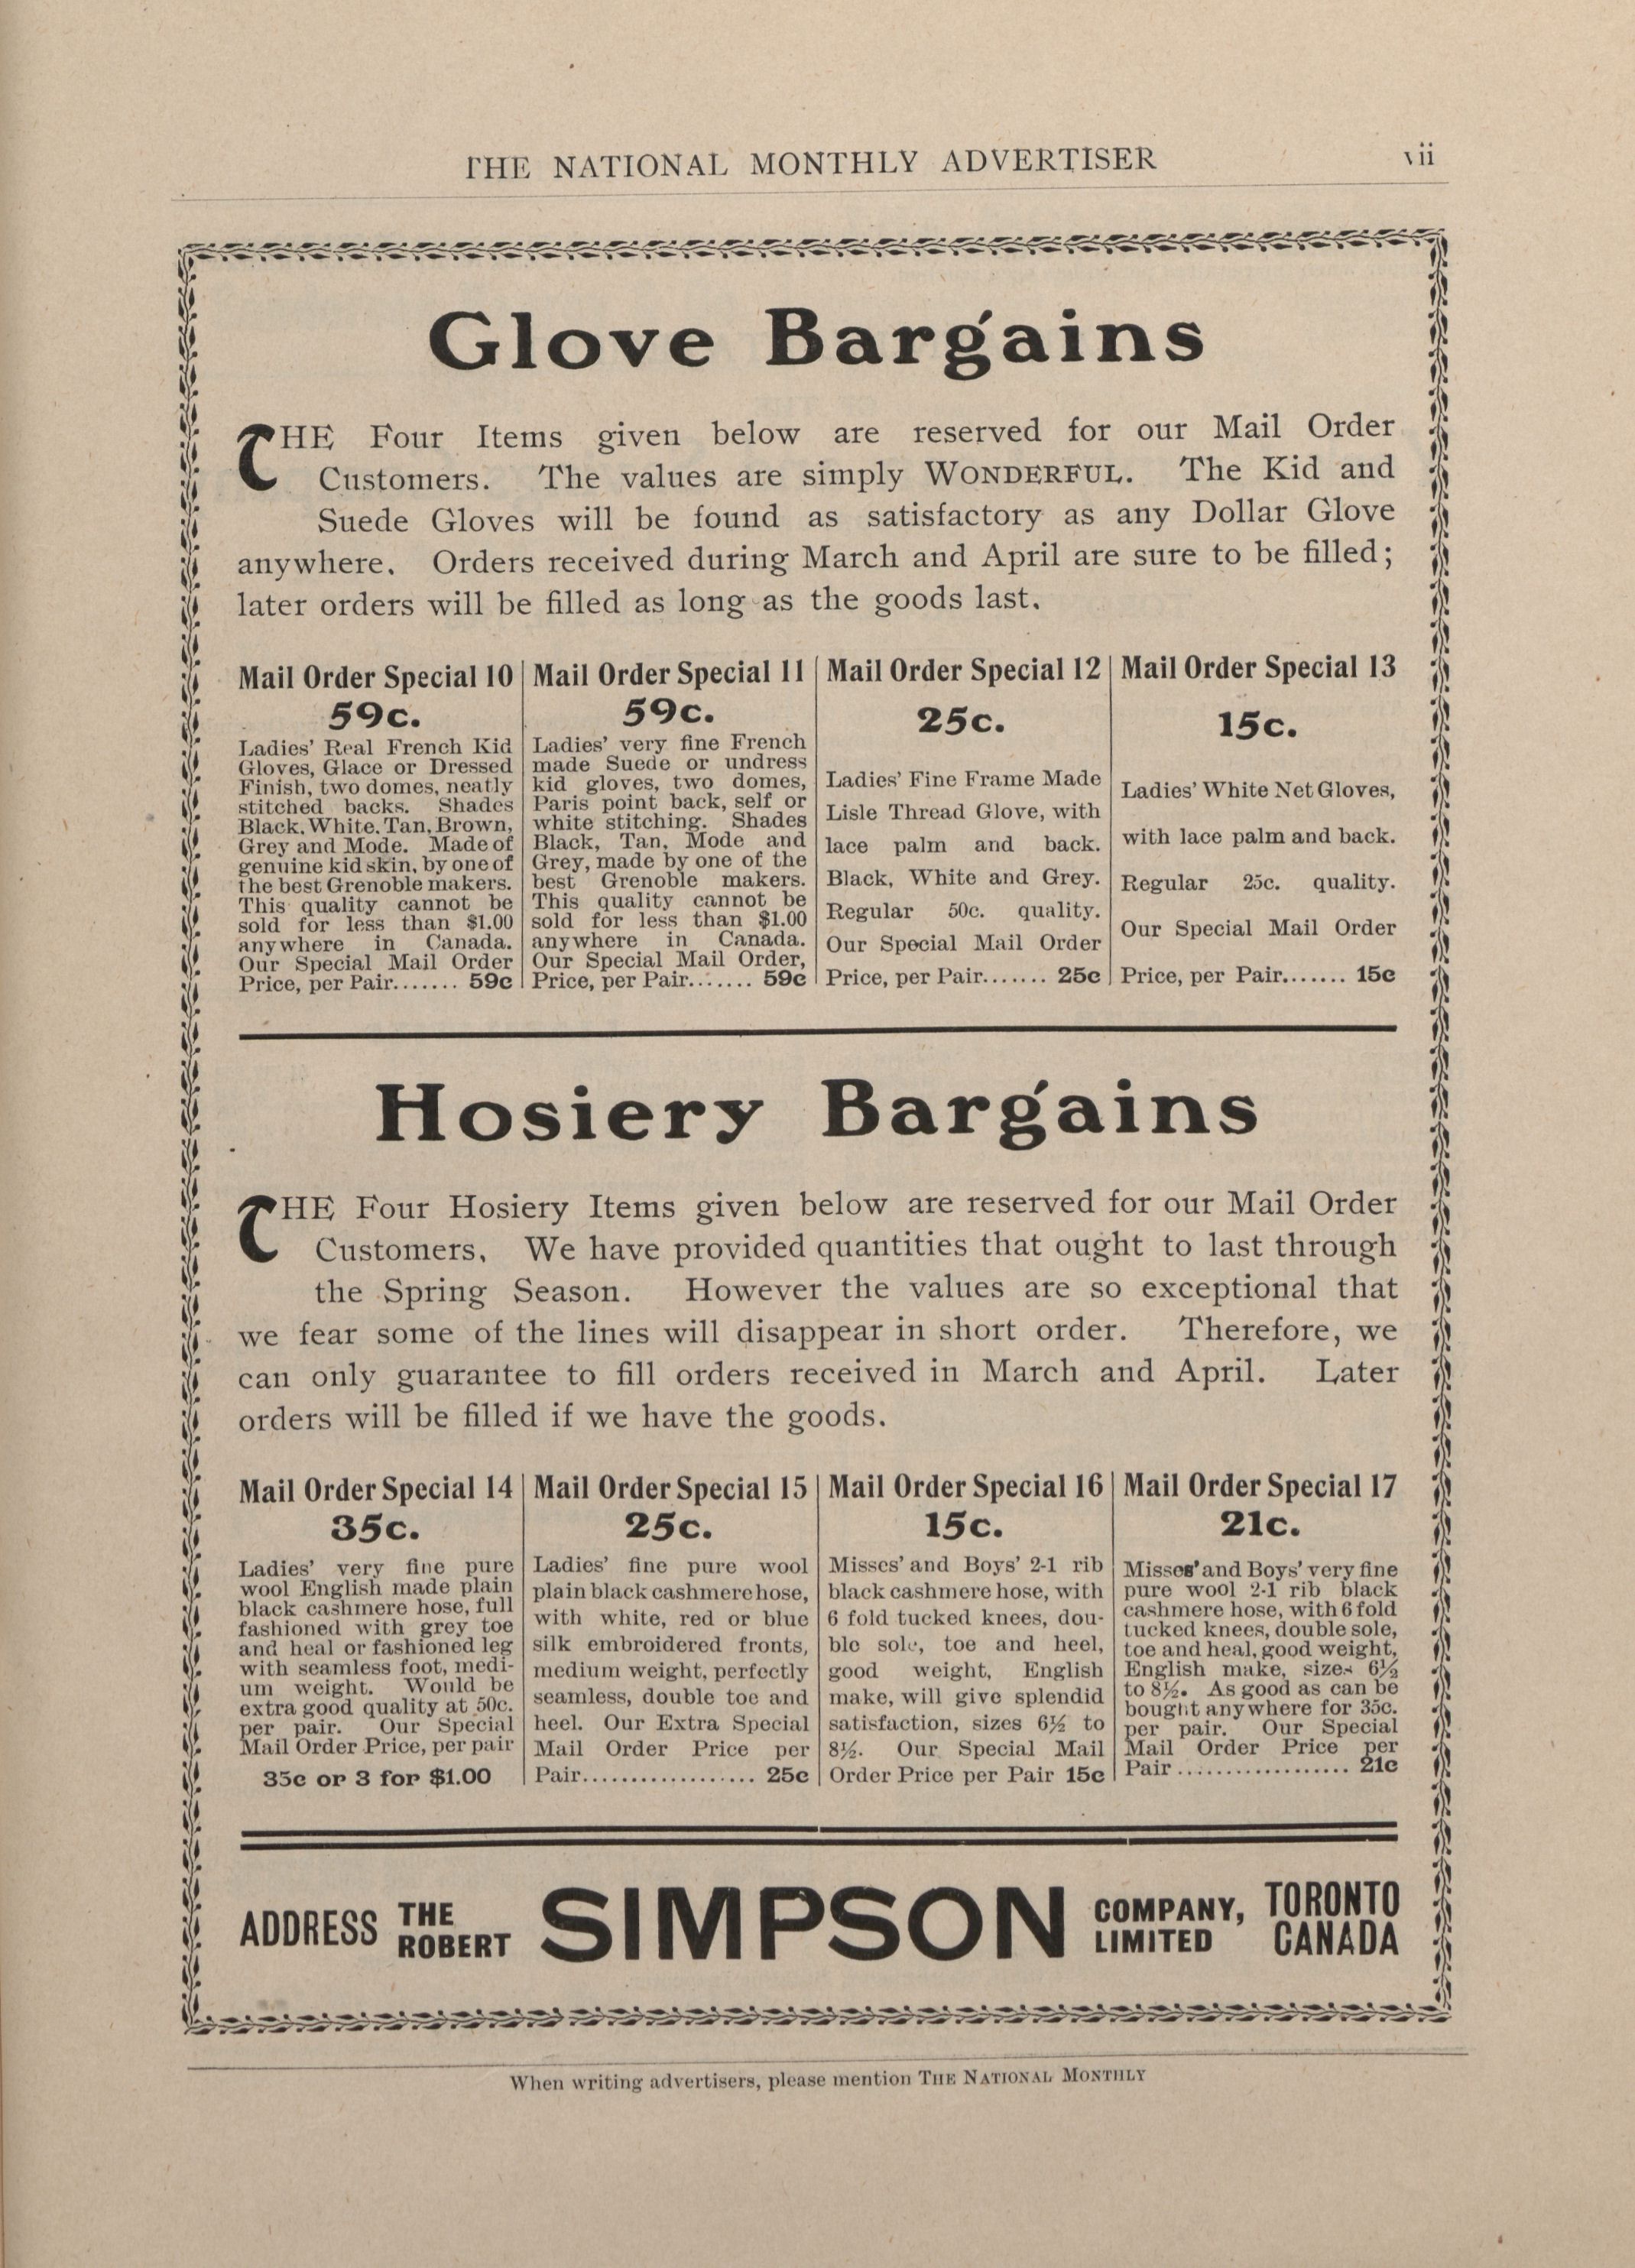 THE NATIONAL MONTHLY ADVERTISER vii
Glove Bargains
THE Four Items given below are reserved for our Mail Order
Customers. The values are simply WONDERFUL. The Kid and
Suede Gloves will be found as satisfactory as any Dollar Glove
anywhere. Orders received during March and April are sure to be filled;
later orders will be filled as long as the goods last.
Mail Order Special 10
59c.
Ladies' Real French Kid
Gloves, Glace or Dressed
Finish, two domes, neatly
stitched backs. Shades
Black, White, Tan, Brown,
Grey and Mode. Made of
genuine kid skin, by one of
the best Grenoble makers.
This quality cannot be
sold for less than $1.00
anywhere in Canada.
Our Special Mail Order
Price, per Pair....... 59c
Mail Order Special 11
59c.
Ladies' very fine French
made Suede or undress
kid gloves, two domes,
Paris point back, self or
white stitching. Shades
Black, Tan, Mode and
Grey, made by one of the
best Grenoble makers.
This quality cannot be
sold for less than $1.00
anywhere in Canada.
Our Special Mail Order,
Price, per Pair....... 59c
Mail Order Special 12
25c.
Ladies' Fine Frame Made
Lisle Thread Glove, with
lace palm and back.
Black, White and Grey.
Regular 50c. quality.
Our Special Mail Order
Price, per Pair....... 25c
Mail Order Special 13
15c.
Ladies' White Net Gloves,
with lace palm and back.
Regular 25c. quality.
Our Special Mail Order
Price, per Pair....... 15c
Hosiery Bargains
THE Four Hosiery Items given below are reserved for our Mail Order
Customers. We have provided quantities that ought to last through
the Spring Season. However the values are so exceptional that
we fear some of the lines will disappear in short order. Therefore, we
can only guarantee to fill orders received in March and April. Later
orders will be filled if we have the goods.
Mail Order Special 14
35c.
Ladies' very fine pure
wool English made plain
black cashmere hose, full
fashioned with grey toe
and heal or fashioned leg
with seamless foot, medi-
um weight. Would be
extra good quality at 50c.
per pair. Our Special
Mail Order Price, per pair
35c or 3 for $1.00
Mail Order Special 15
25c.
Ladies' fine pure wool
plain black cashmere hose,
with white, red or blue
silk embroidered fronts,
medium weight, perfectly
seamless, double toe and
heel. Our Extra Special
Mail Order Price per
Pair.................. 25c
Mail Order Special 16
15c.
Misses' and Boys' 2-1 rib
black cashmere hose, with
6 fold tucked knees, dou-
ble sole, toe and heel,
good weight, English
make, will give splendid
satisfaction, sizes 6½ to
8½. Our Special Mail
Order Price per Pair 15c
Mail Order Special 17
21c.
Misses' and Boys' very fine
pure wool 2-1 rib black
cashmere hose, with 6 fold
tucked knees, double sole,
toe and heal, good weight,
English make, sizes 6½
to 8½. As good as can be
bought anywhere for 35c.
per pair. Our Special
Mail Order Price per
Pair.................. 21c
ADDRESS THE ROBERT SIMPSON COMPANY, LIMITED TORONTO CANADA
When writing advertisers, please mention THE NATIONAL MONTHLY